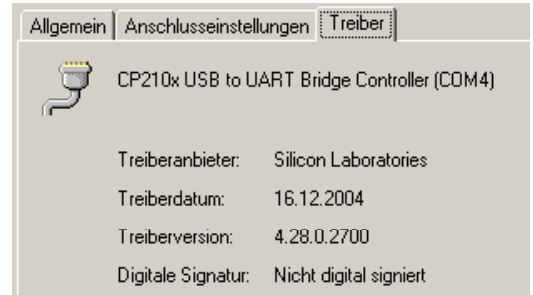 Allgemein Anschlusseinstellungen Treiber
CP210x USB to UART Bridge Controller (COM4)
Treiberanbieter: Silicon Laboratories
Treiberdatum: 16.12.2004
Treiberversion: 4.28.0.2700
Digitale Signatur: Nicht digital signiert